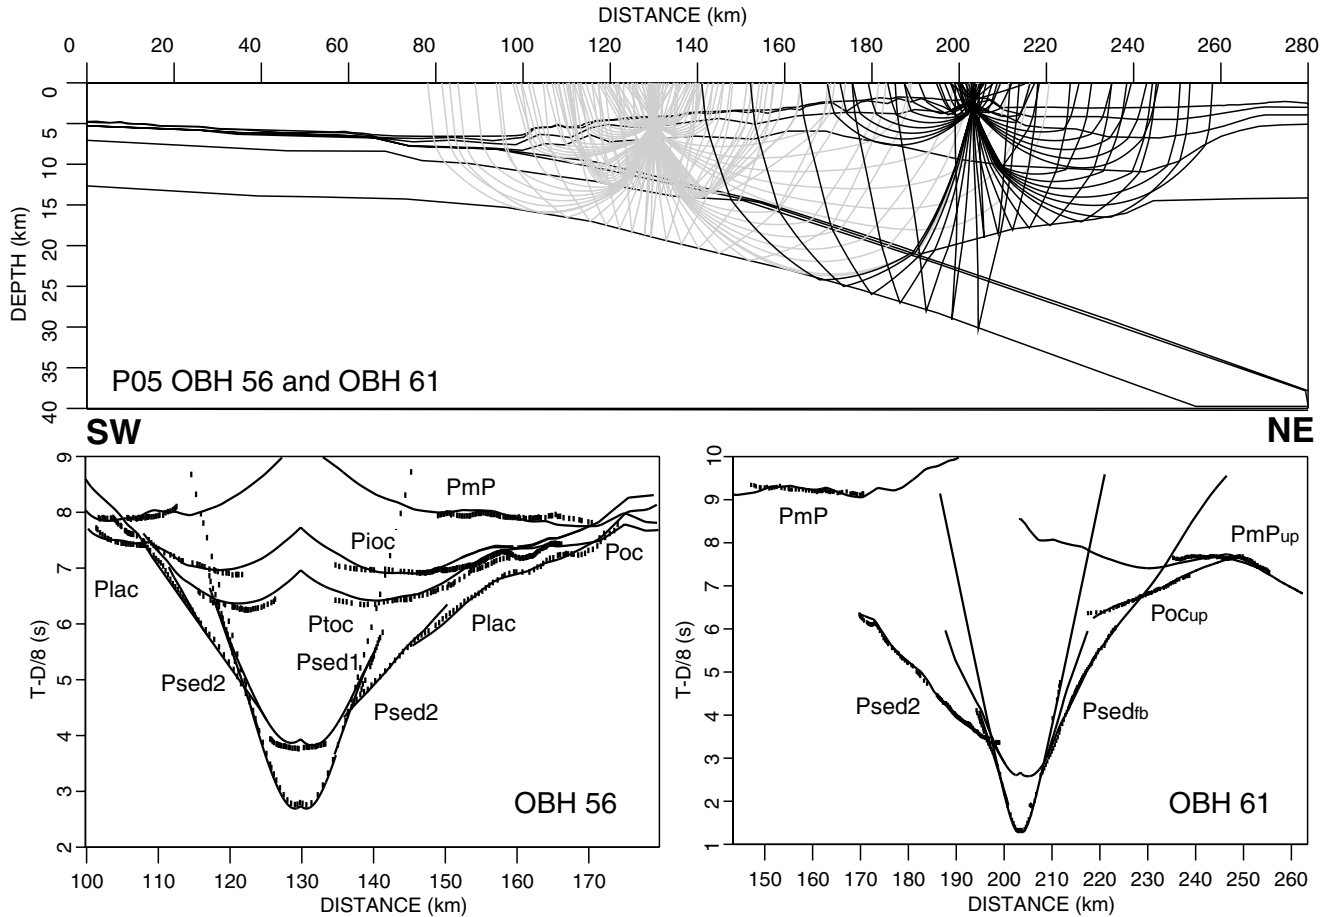 DISTANCE (km)
0 20 40 60 80 100 120 140 160 180 200 220 240 260 280
DEPTH (km)
0
5
10
15
20
25
30
35
40
P05 OBH 56 and OBH 61
SW
NE
T-D/8 (s)
9
8
7
6
5
4
3
2
PmP
Pioc
Poc
Plac
Ptoc
Plac
Psed1
Psed2
Psed2
OBH 56
100 110 120 130 140 150 160 170
DISTANCE (km)
T-D/8 (s)
10
9
8
7
6
5
4
3
2
1
PmP
PmPup
Pocup
Psed2
Psedfb
OBH 61
150 160 170 180 190 200 210 220 230 240 250 260
DISTANCE (km)